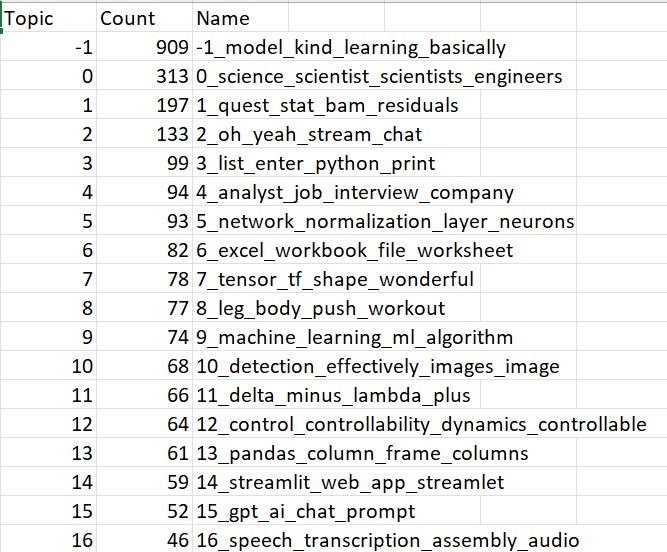 Topic Count Name
-1 909 -1_model_kind_learning_basically
0 313 0_science_scientist_scientists_engineers
1 197 1_quest_stat_bam_residuals
2 133 2_oh_yeah_stream_chat
3 99 3_list_enter_python_print
4 94 4_analyst_job_interview_company
5 93 5_network_normalization_layer_neurons
6 82 6_excel_workbook_file_worksheet
7 78 7_tensor_tf_shape_wonderful
8 77 8_leg_body_push_workout
9 74 9_machine_learning_ml_algorithm
10 68 10_detection_effectively_images_image
11 66 11_delta_minus_lambda_plus
12 64 12_control_controllability_dynamics_controllable
13 61 13_pandas_column_frame_columns
14 59 14_streamlit_web_app_streamlet
15 52 15_gpt_ai_chat_prompt
16 46 16_speech_transcription_assembly_audio